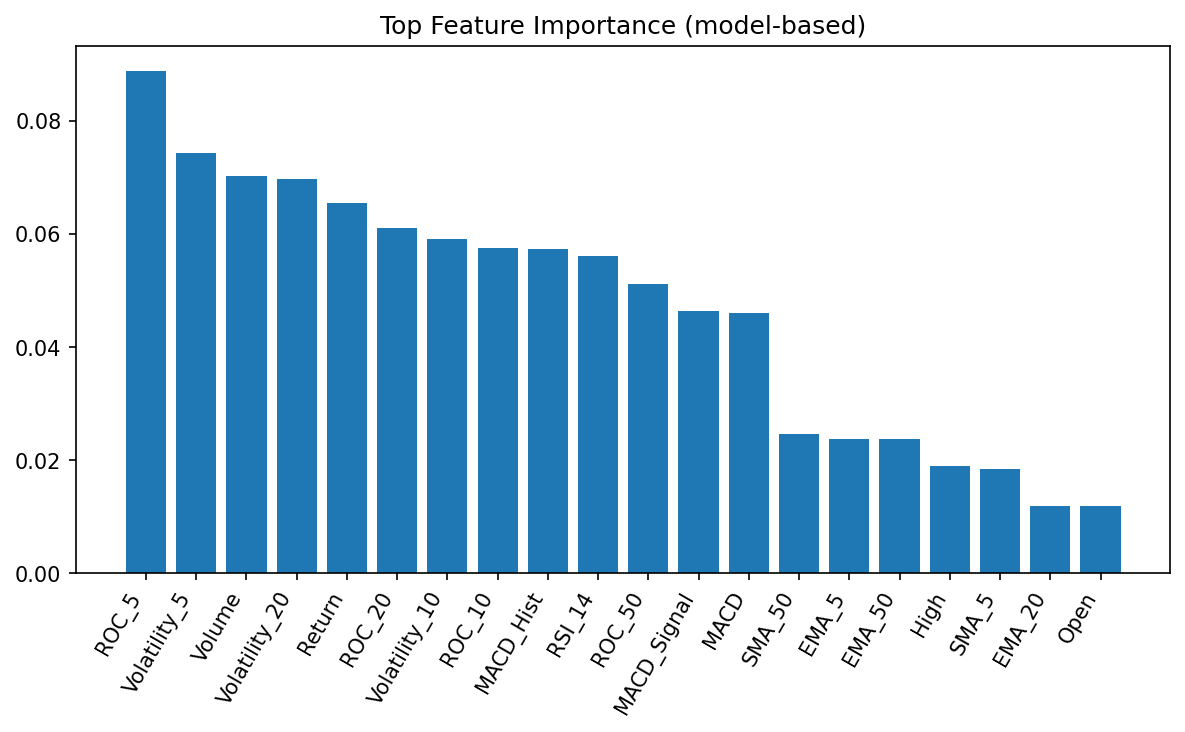 Top Feature Importance (model-based)
0.08
0.06
0.04
0.02
0.00
ROC_5
Volatility_5
Volume
Volatility_20
Return
ROC_20
Volatility_10
ROC_10
MACD_Hist
RSI_14
ROC_50
MACD_Signal
MACD
SMA_50
EMA_5
EMA_50
High
SMA_5
EMA_20
Open